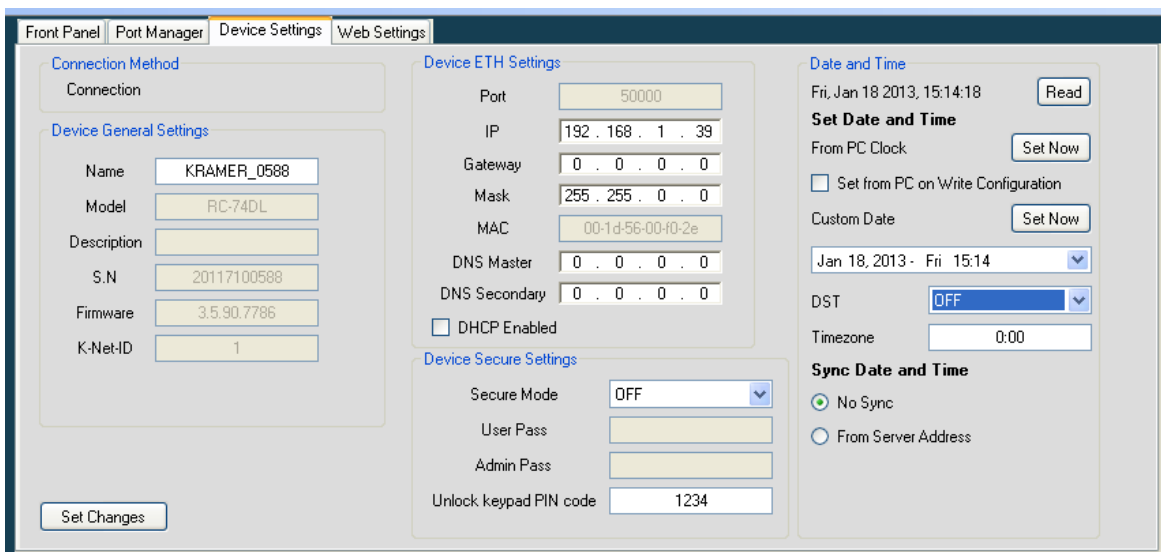 Front Panel Port Manager Device Settings Web Settings
Connection Method
Connection
Device General Settings
Name KRAMER_0588
Model RC-74DL
Description
S.N 20117100588
Firmware 3.5.90.7786
K-Net-ID 1
Set Changes
Device ETH Settings
Port 50000
IP 192 . 168 . 1 . 39
Gateway 0 . 0 . 0 . 0
Mask 255 . 255 . 0 . 0
MAC 00-1d-56-00-f0-2e
DNS Master 0 . 0 . 0 . 0
DNS Secondary 0 . 0 . 0 . 0
DHCP Enabled
Device Secure Settings
Secure Mode OFF
User Pass
Admin Pass
Unlock keypad PIN code 1234
Date and Time
Fri, Jan 18 2013, 15:14:18 Read
Set Date and Time
From PC Clock Set Now
Set from PC on Write Configuration
Custom Date Set Now
Jan 18, 2013 - Fri 15:14
DST OFF
Timezone 0:00
Sync Date and Time
No Sync
From Server Address